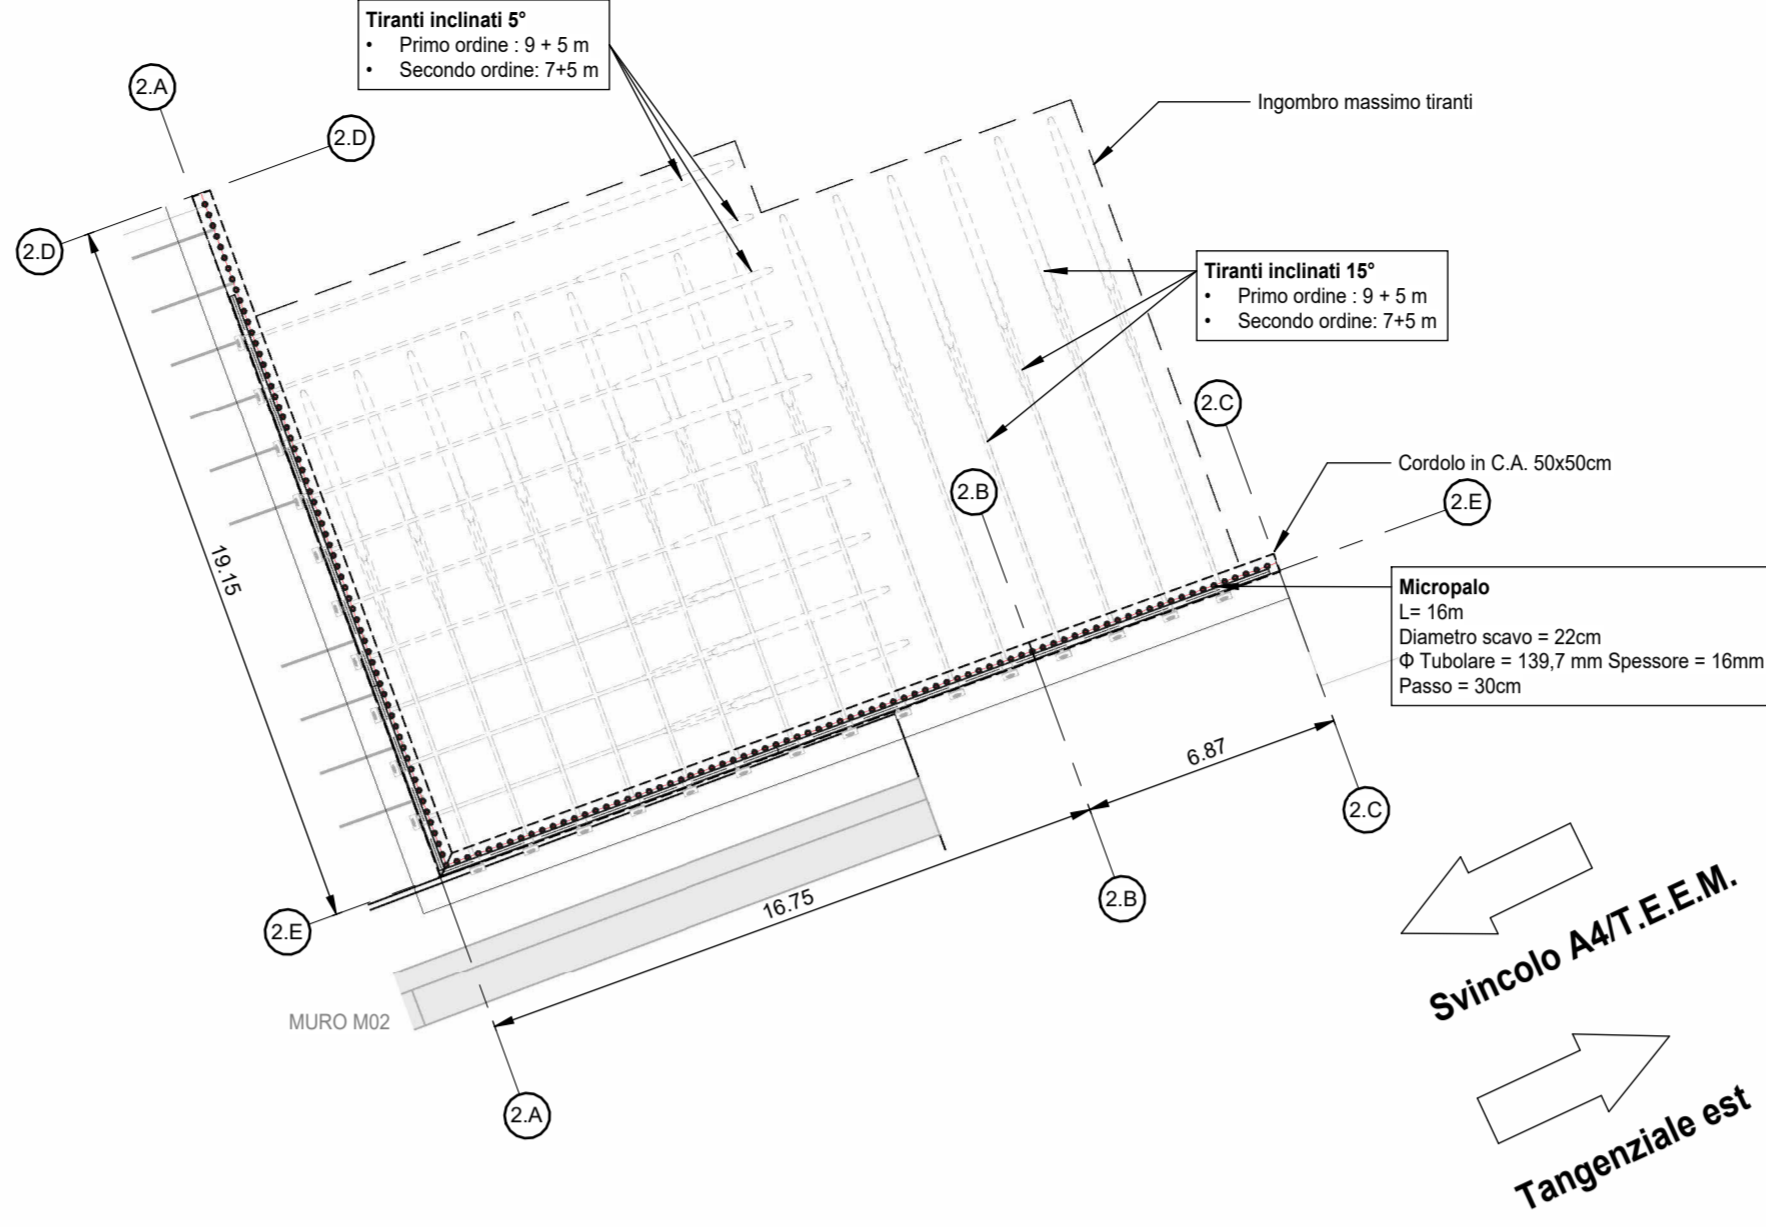 Tiranti inclinati 5°
• Primo ordine : 9 + 5 m
• Secondo ordine: 7+5 m
2.A
2.D
2.D
Ingombro massimo tiranti
Tiranti inclinati 15°
• Primo ordine : 9 + 5 m
• Secondo ordine: 7+5 m
2.C
2.B
Cordolo in C.A. 50x50cm
2.E
Micropalo
L= 16m
Diametro scavo = 22cm
Φ Tubolare = 139,7 mm Spessore = 16mm
Passo = 30cm
19.15
6.87
16.75
2.C
2.B
2.E
MURO M02
2.A
Svincolo A4/T.E.E.M.
Tangenziale est